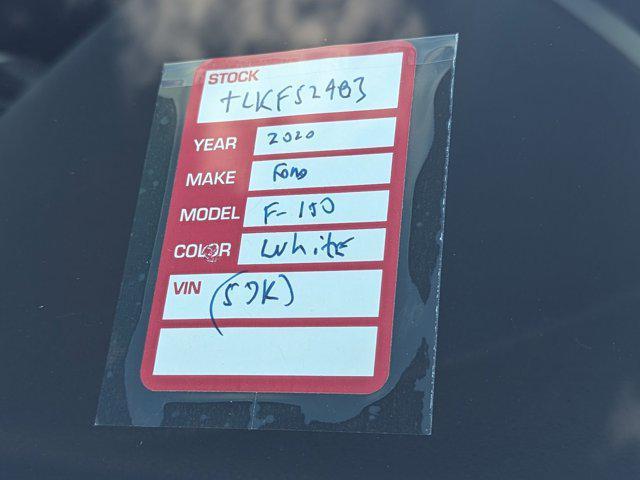 STOCK
TLKF52483
YEAR 2020
MAKE Ford
MODEL F-150
COLOR White
VIN (57K)